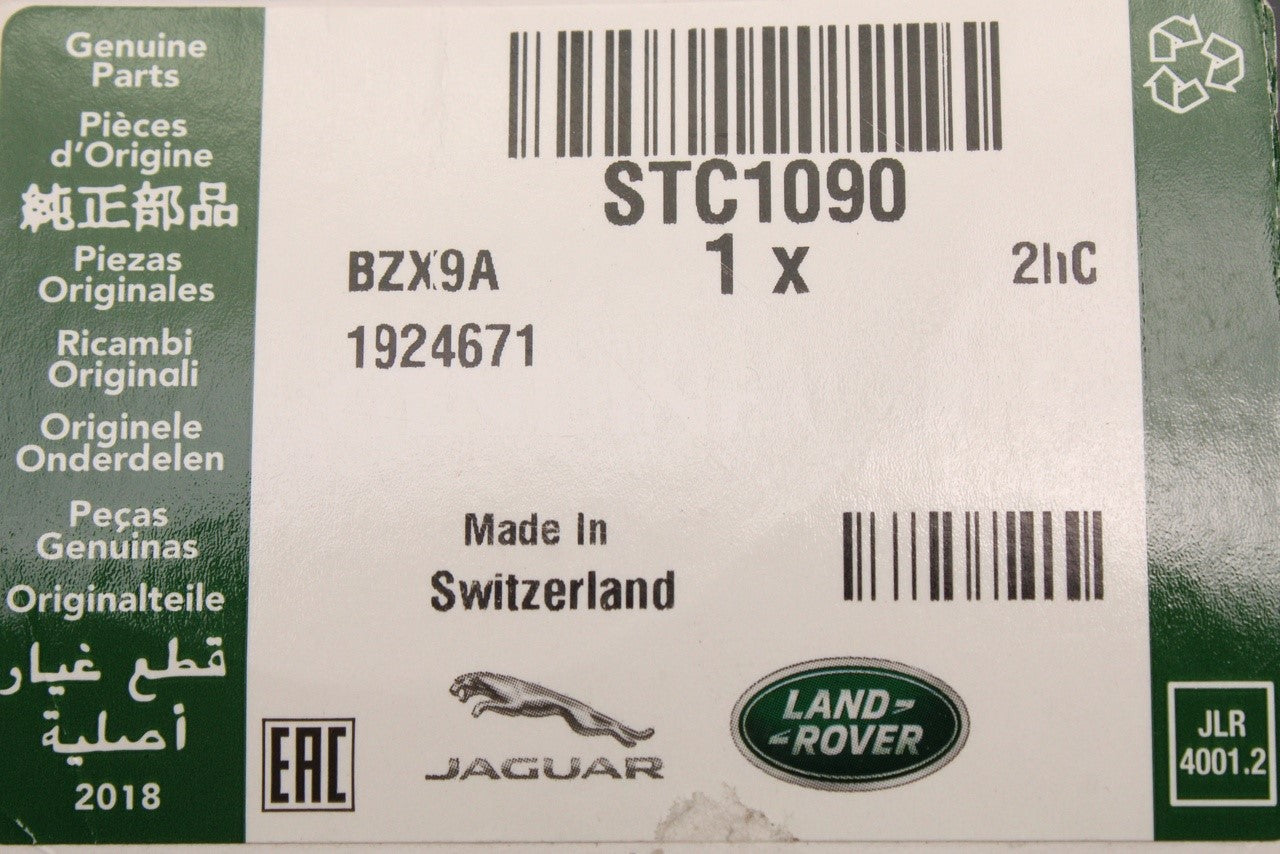 Genuine
Parts
Pièces
d'Origine
純正部品
Piezas
Originales
Ricambi
Originali
Originele
Onderdelen
Peças
Genuinas
Originalteile
قطع غيار
أصلية
2018
STC1090
BZX9A
1 x
1924671
Made In
Switzerland
EAC
JAGUAR
LAND-
-ROVER
JLR
4001.2